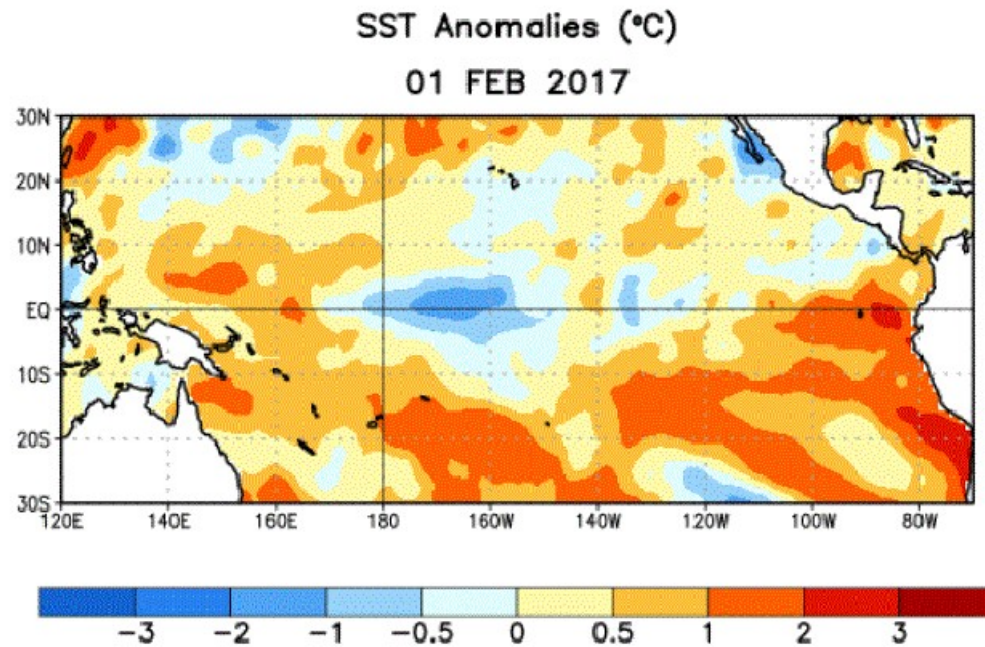 SST Anomalies (°C)
01 FEB 2017
30N
20N
10N
EQ
10S
20S
30S
120E 140E 160E 180 160W 140W 120W 100W 80W
-3 -2 -1 -0.5 0 0.5 1 2 3